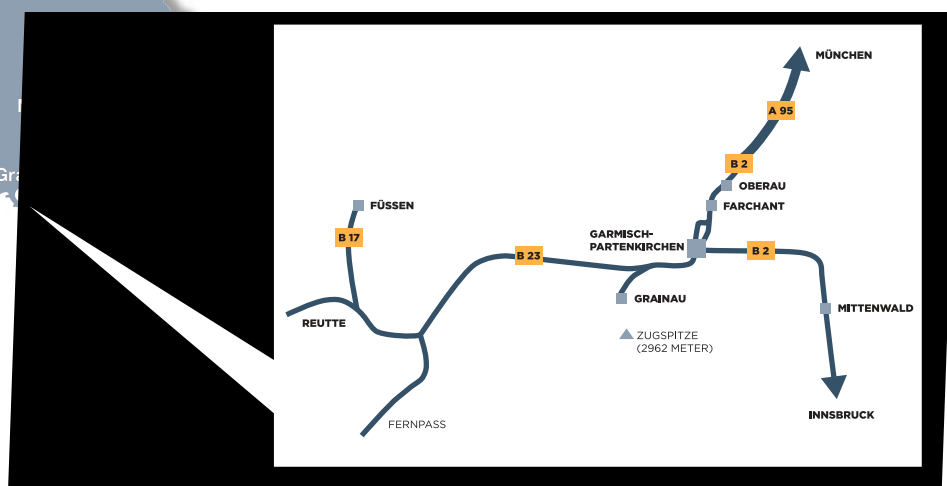 MÜNCHEN
A 95
B 2
OBERAU
FARCHANT
FÜSSEN
B 17
GARMISCH-
PARTENKIRCHEN
B 23
B 2
GRAINAU
MITTENWALD
REUTTE
ZUGSPITZE
(2962 METER)
INNSBRUCK
FERNPASS